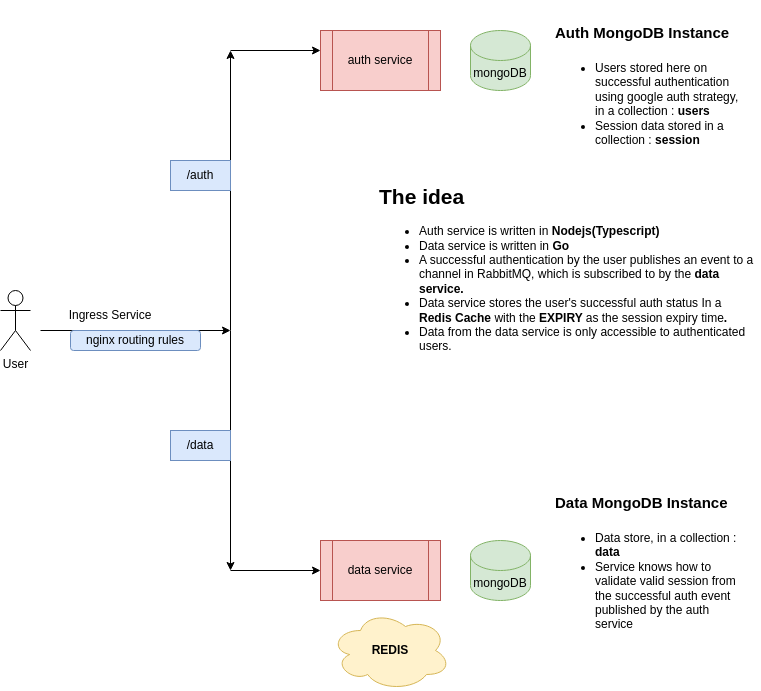 auth service
mongoDB
Auth MongoDB Instance
Users stored here on
successful authentication
using google auth strategy,
in a collection : users
Session data stored in a
collection : session
/auth
The idea
Auth service is written in Nodejs(Typescript)
Data service is written in Go
A successful authentication by the user publishes an event to a
channel in RabbitMQ, which is subscribed to by the data
service.
Data service stores the user's successful auth status In a
Redis Cache with the EXPIRY as the session expiry time.
Data from the data service is only accessible to authenticated
users.
Ingress Service
nginx routing rules
User
/data
data service
mongoDB
Data MongoDB Instance
Data store, in a collection :
data
Service knows how to
validate valid session from
the successful auth event
published by the auth
service
REDIS